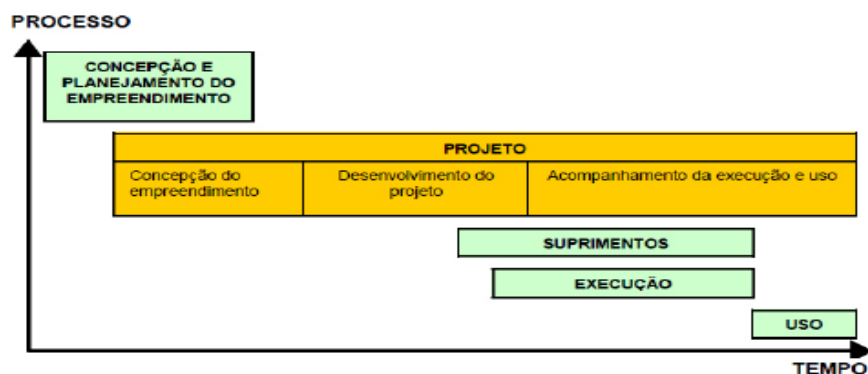 PROCESSO
CONCEPÇÃO E
PLANEJAMENTO DO
EMPREENDIMENTO
PROJETO
Concepção do
empreendimento
Desenvolvimento do
projeto
Acompanhamento da execução e uso
SUPRIMENTOS
EXECUÇÃO
USO
TEMPO